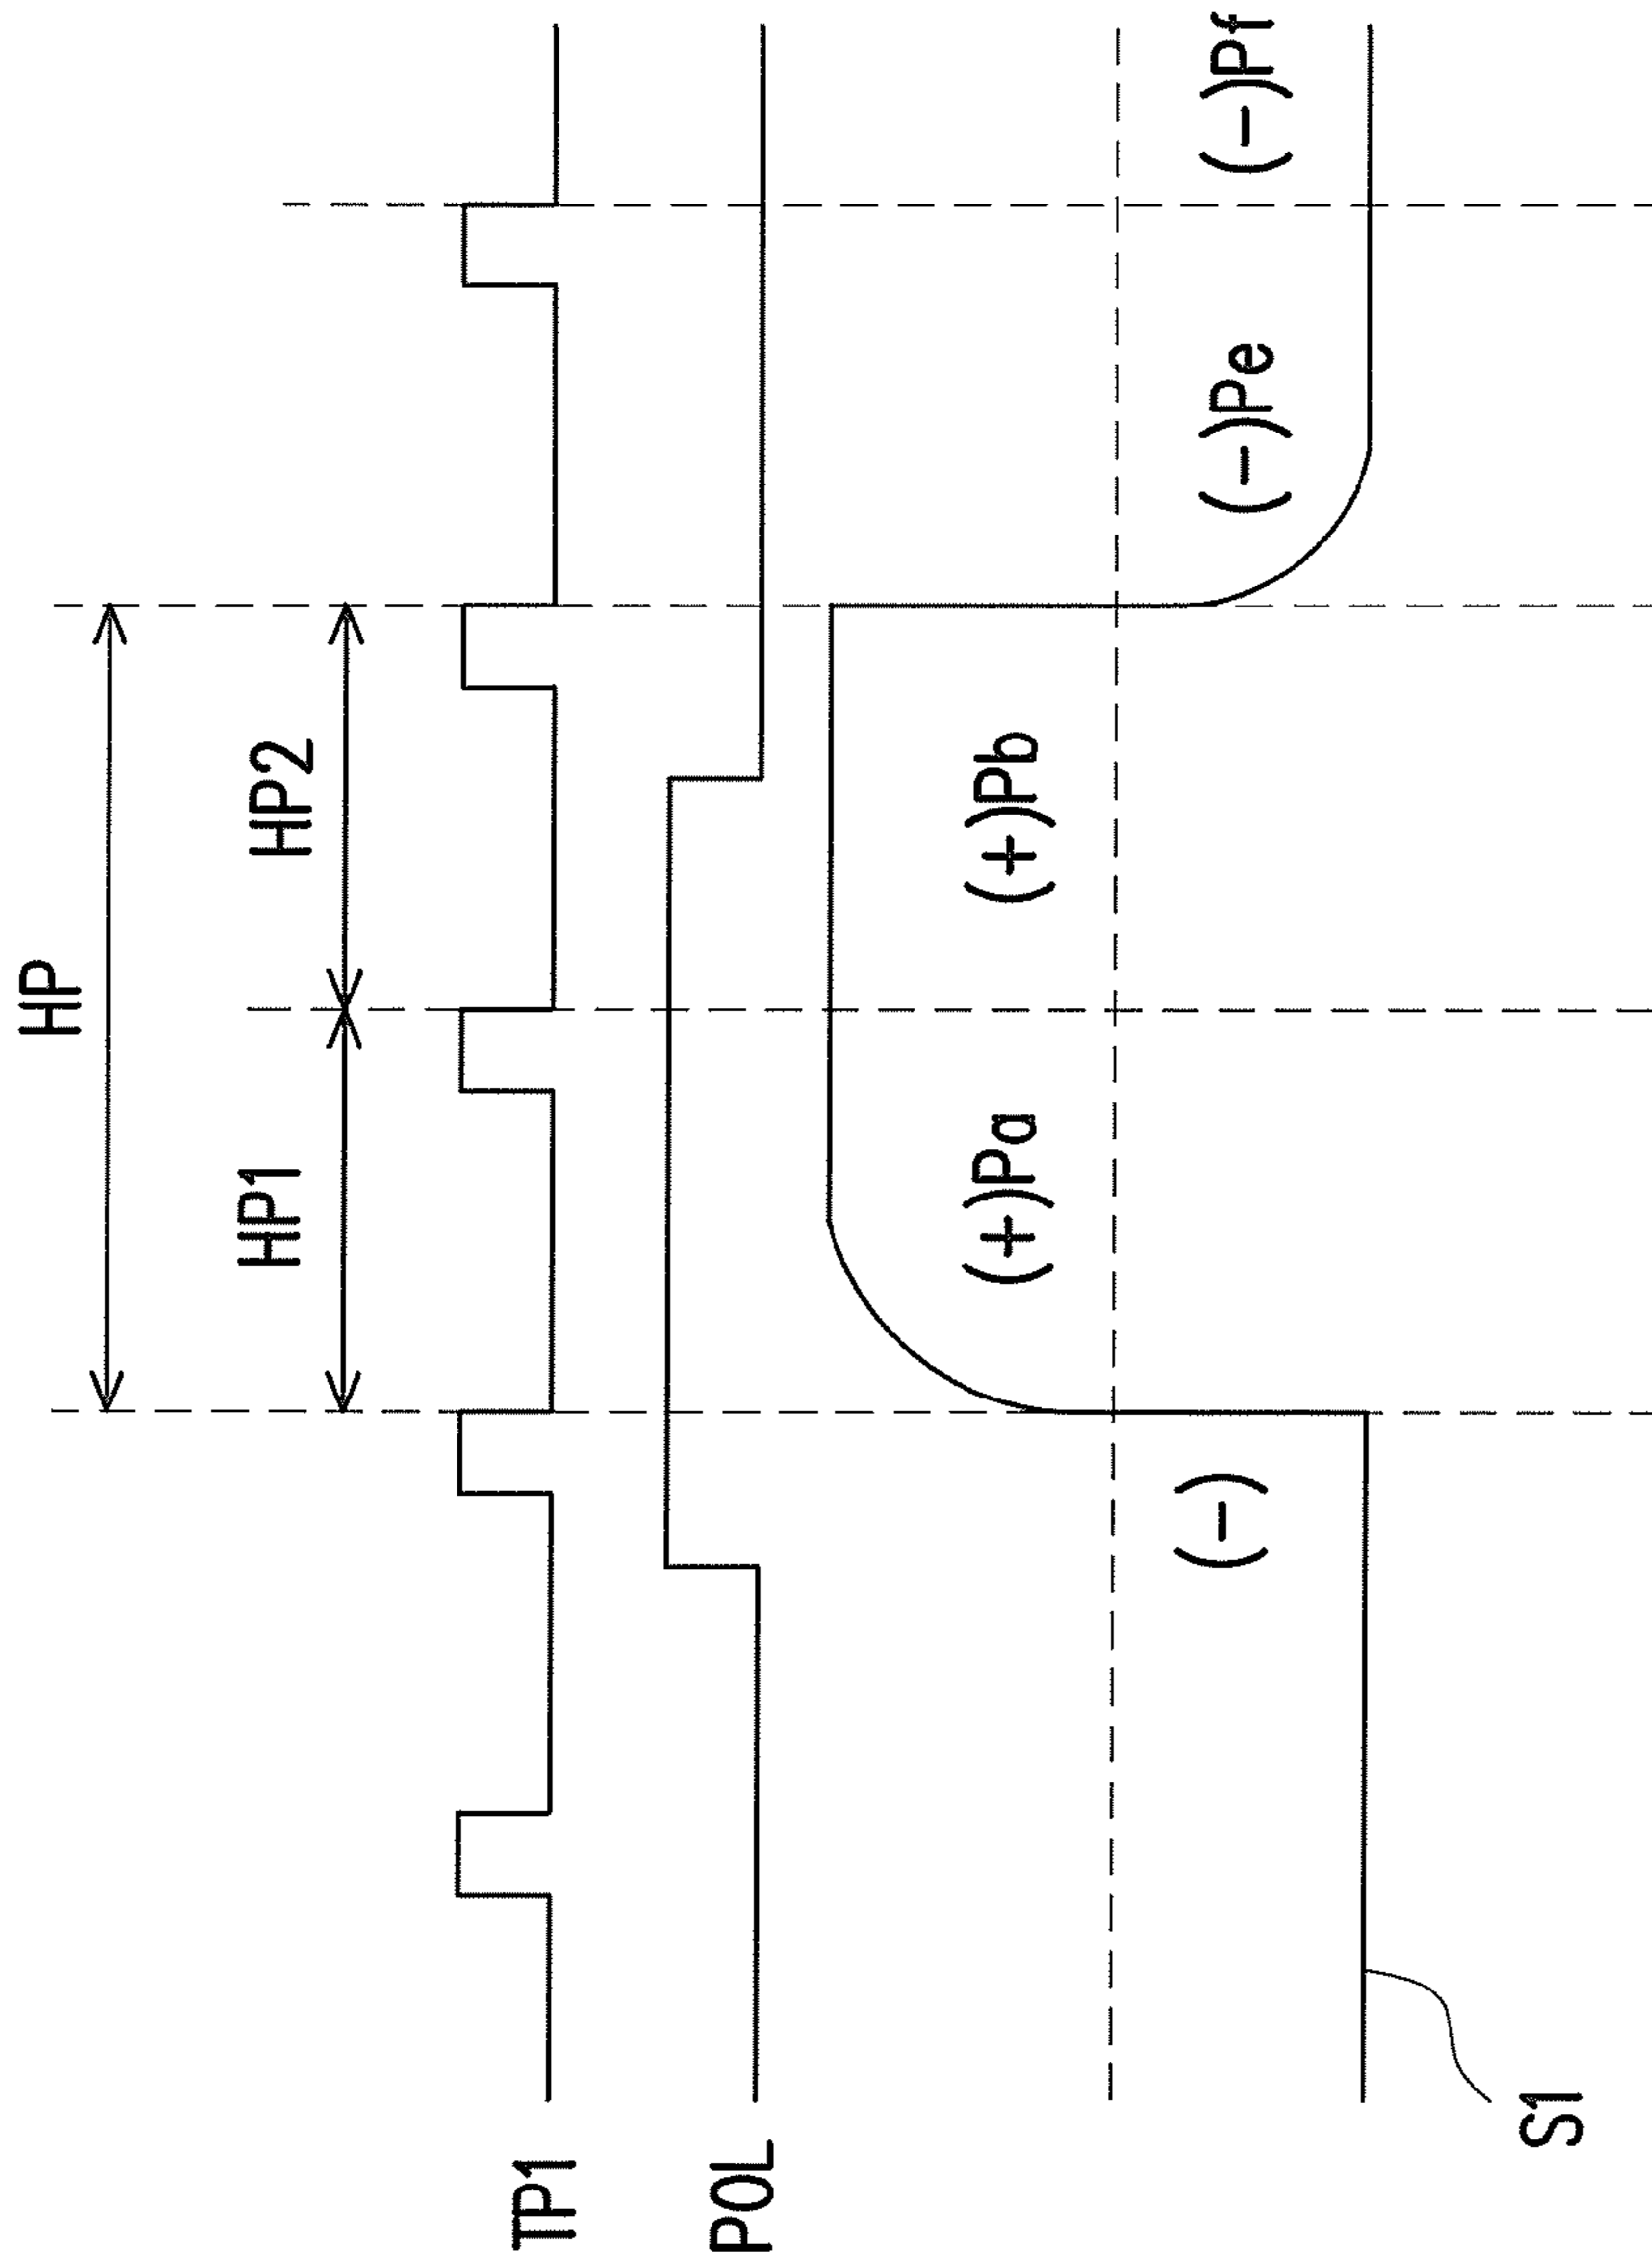 HP
HP1 HP2
TP1
POL
(+)Pa (+)Pb
(-) (-)Pe (-)Pf
S1